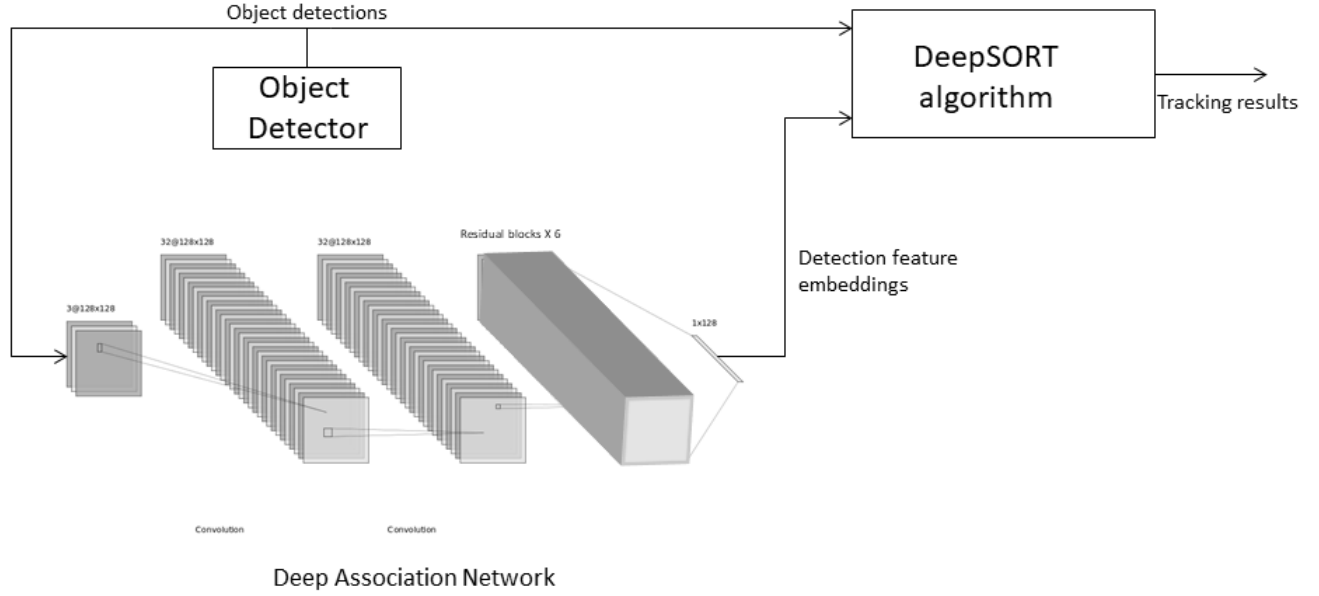 Object detections
Object
Detector
DeepSORT
algorithm
Tracking results
32@128x128
32@128x128
Residual blocks X 6
Detection feature
embeddings
3@128x128
1x128
Convolution
Convolution
Deep Association Network